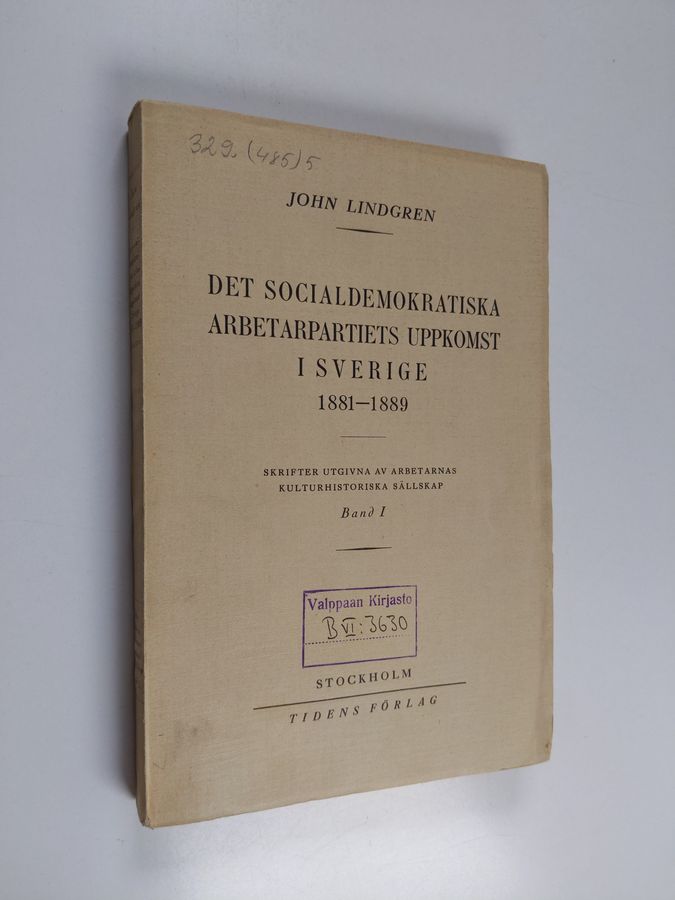 329 (485) 5
JOHN LINDGREN
DET SOCIALDEMOKRATISKA
ARBETARPARTIETS UPPKOMST
I SVERIGE
1881—1889
SKRIFTER UTGIVNA AV ARBETARNAS
KULTURHISTORISKA SÄLLSKAP
Band I
Valppaan Kirjasto
B VI: 3630
STOCKHOLM
TIDENS FÖRLAG